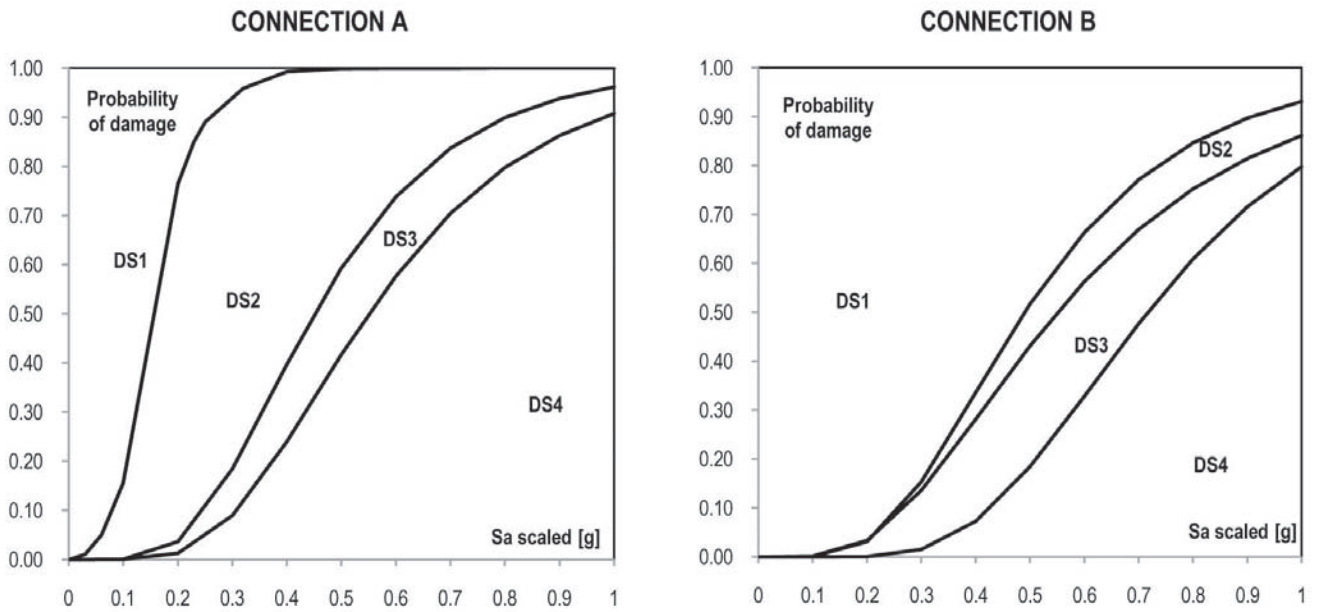 CONNECTION A
1.00
0.90
0.80
0.70
0.60
0.50
0.40
0.30
0.20
0.10
0.00
Probability
of damage
DS1
DS2
DS3
DS4
Sa scaled [g]
0 0.1 0.2 0.3 0.4 0.5 0.6 0.7 0.8 0.9 1
CONNECTION B
1.00
0.90
0.80
0.70
0.60
0.50
0.40
0.30
0.20
0.10
0.00
Probability
of damage
DS2
DS1
DS3
DS4
Sa scaled [g]
0 0.1 0.2 0.3 0.4 0.5 0.6 0.7 0.8 0.9 1